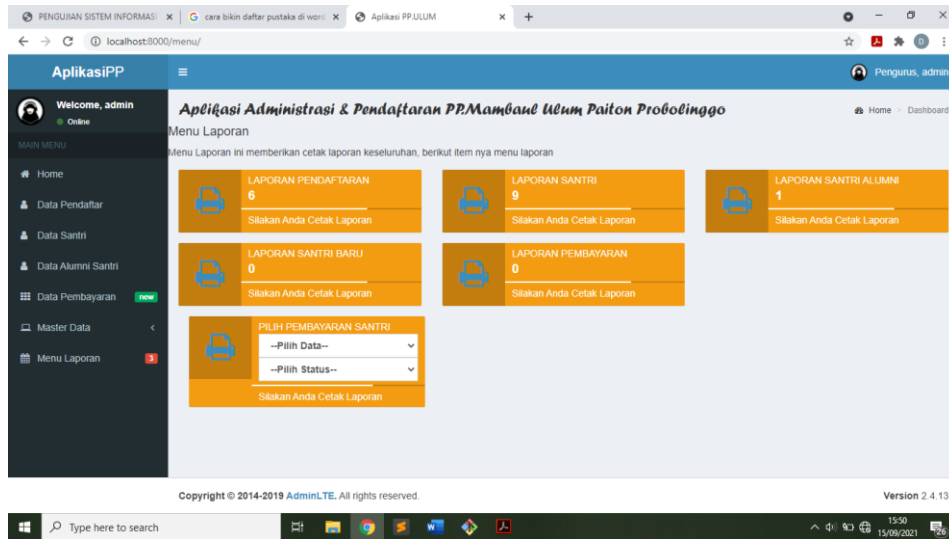 PENGUJIAN SISTEM INFORMASI
cara bikin daftar pustaka di word
Aplikasi PP.ULUM
localhost:8000/menu/
AplikasiPP
Pengurus, admin
Welcome, admin
Online
MAIN MENU
Home
Data Pendaftar
Data Santri
Data Alumni Santri
Data Pembayaran new
Master Data
Menu Laporan 3
Aplikasi Administrasi & Pendaftaran PP.Mambaul Ulum Paiton Probolinggo
Home > Dashboard
Menu Laporan
Menu Laporan ini memberikan cetak laporan keseluruhan, berikut item nya menu laporan
LAPORAN PENDAFTARAN
6
Silakan Anda Cetak Laporan
LAPORAN SANTRI
9
Silakan Anda Cetak Laporan
LAPORAN SANTRI ALUMNI
1
Silakan Anda Cetak Laporan
LAPORAN SANTRI BARU
0
Silakan Anda Cetak Laporan
LAPORAN PEMBAYARAN
0
Silakan Anda Cetak Laporan
PILIH PEMBAYARAN SANTRI
--Pilih Data--
--Pilih Status--
Silakan Anda Cetak Laporan
Copyright © 2014-2019 AdminLTE. All rights reserved.
Version 2.4.13
Type here to search
15:50
15/09/2021
26